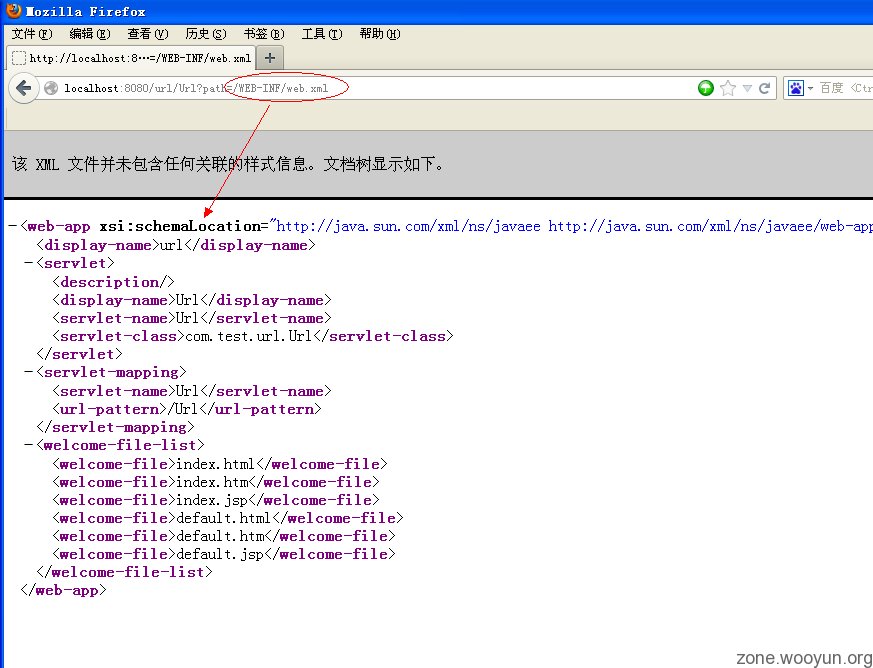 Mozilla Firefox
文件(F) 编辑(E) 查看(V) 历史(S) 书签(B) 工具(T) 帮助(H)
http://localhost:8···=/WEB-INF/web.xml +
localhost:8080/url/Url?path=/WEB-INF/web.xml 百度 <Ctr
该 XML 文件并未包含任何关联的样式信息。文档树显示如下。
−<web-app xsi:schemaLocation="http://java.sun.com/xml/ns/javaee http://java.sun.com/xml/ns/javaee/web-app
<display-name>url</display-name>
−<servlet>
<description/>
<display-name>Url</display-name>
<servlet-name>Url</servlet-name>
<servlet-class>com.test.url.Url</servlet-class>
</servlet>
−<servlet-mapping>
<servlet-name>Url</servlet-name>
<url-pattern>/Url</url-pattern>
</servlet-mapping>
−<welcome-file-list>
<welcome-file>index.html</welcome-file>
<welcome-file>index.htm</welcome-file>
<welcome-file>index.jsp</welcome-file>
<welcome-file>default.html</welcome-file>
<welcome-file>default.htm</welcome-file>
<welcome-file>default.jsp</welcome-file>
</welcome-file-list>
</web-app>
zone.wooyun.org